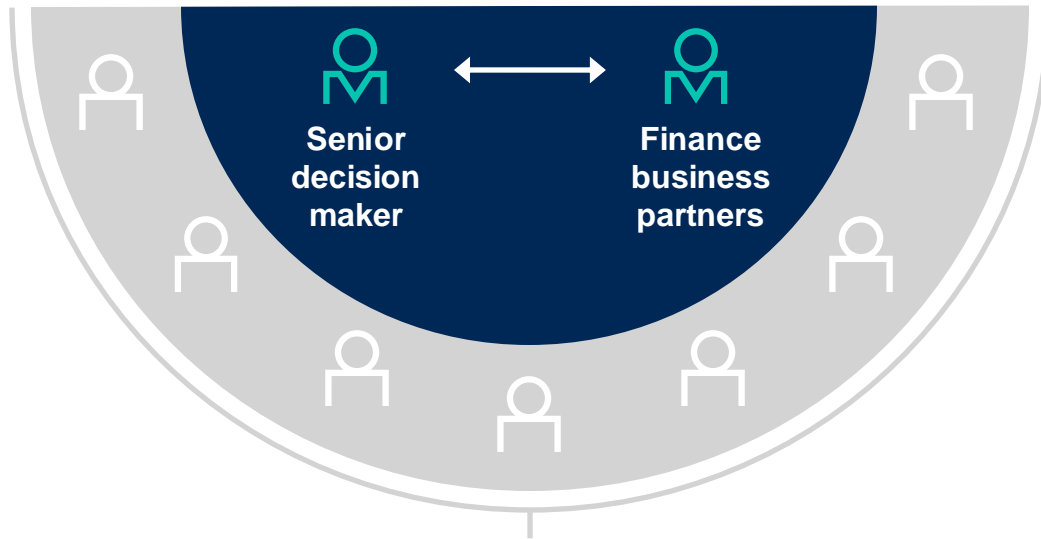 Senior
decision
maker
Finance
business
partners